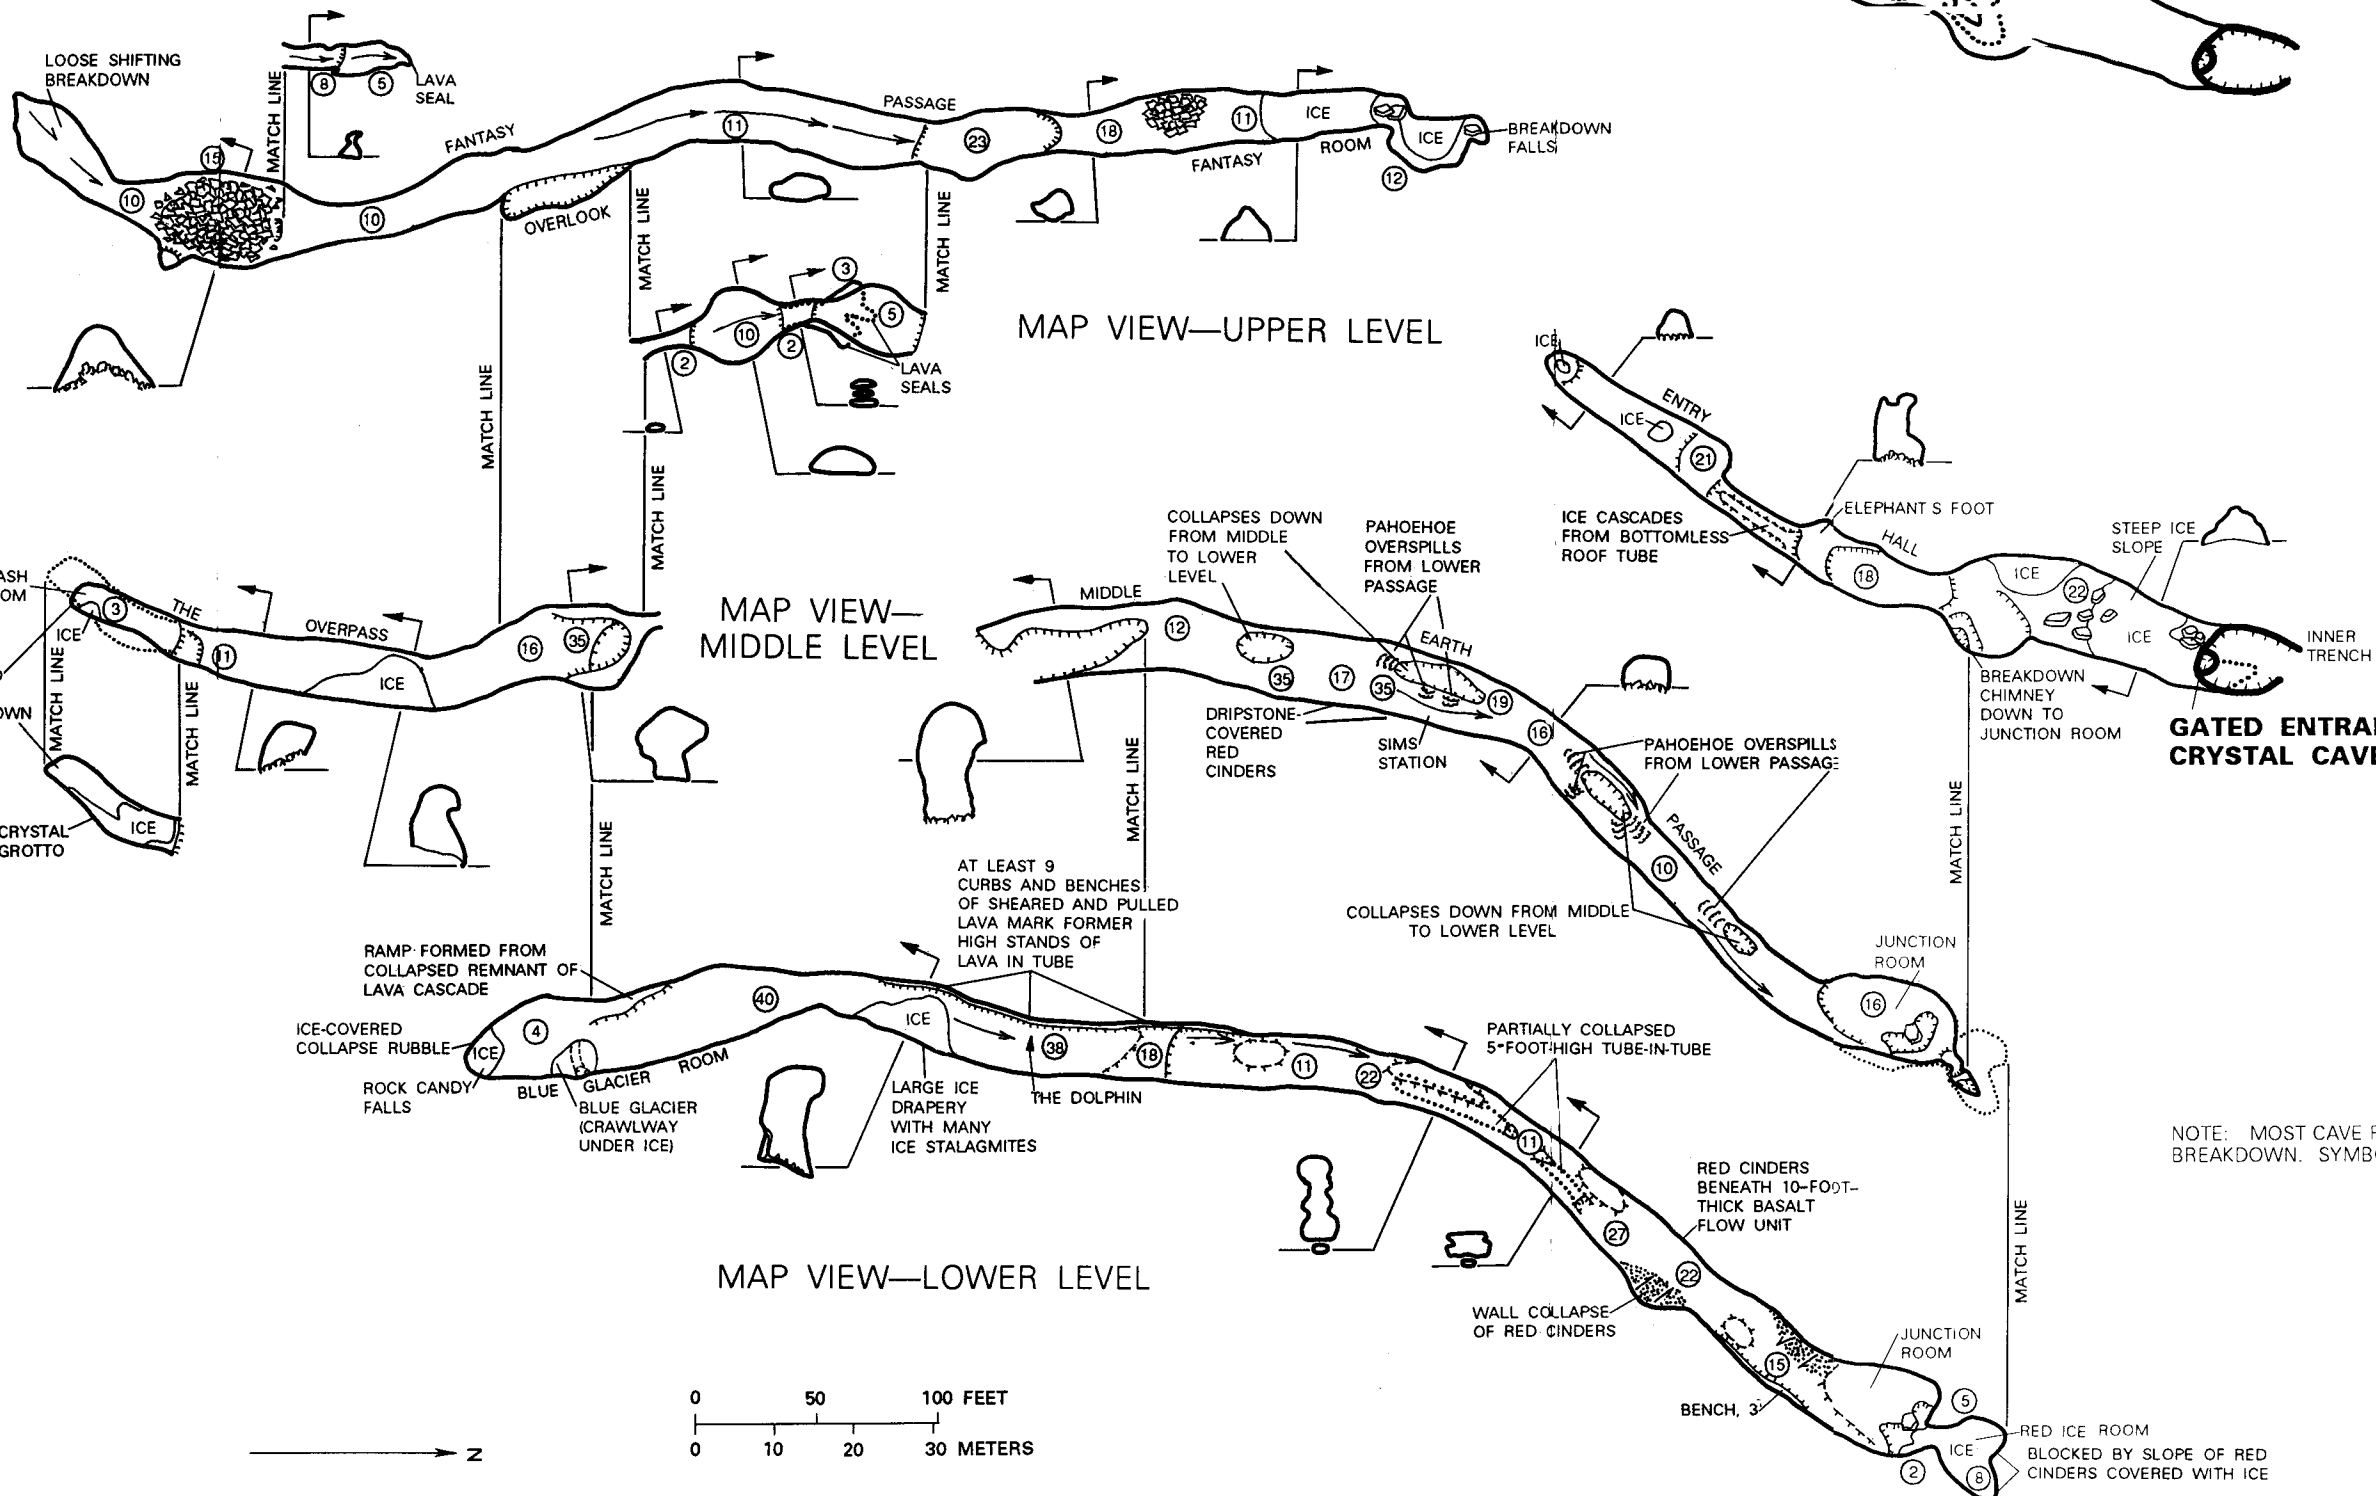 LOOSE SHIFTING
BREAKDOWN
MATCH LINE
8
5
LAVA
SEAL
15
10
10
FANTASY
PASSAGE
OVERLOOK
11
23
18
11
ICE
FANTASY
ROOM
ICE
12
BREAKDOWN
FALLS
MATCH LINE
MATCH LINE
MATCH LINE
2
10
2
3
5
LAVA
SEALS
MATCH LINE
MAP VIEW—UPPER LEVEL
ICE
ENTRY
ICE
21
ICE CASCADES
FROM BOTTOMLESS
ROOF TUBE
ELEPHANT S FOOT
HALL
18
ICE
22
STEEP ICE
SLOPE
ICE
INNER
TRENCH
BREAKDOWN
CHIMNEY
DOWN TO
JUNCTION ROOM
GATED ENTRA
CRYSTAL CAVE
MATCH LINE
ASH
OM
3
ICE
THE
OVERPASS
11
ICE
16
35
OWN
MATCH LINE
MATCH LINE
CRYSTAL
GROTTO
ICE
MATCH LINE
MAP VIEW—
MIDDLE LEVEL
MIDDLE
EARTH
PASSAGE
COLLAPSES DOWN
FROM MIDDLE
TO LOWER
LEVEL
PAHOEHOE
OVERSPILLS
FROM LOWER
PASSAGE
12
35
17
35
19
16
DRIPSTONE-
COVERED
RED
CINDERS
SIMS
STATION
PAHOEHOE OVERSPILLS
FROM LOWER PASSAGE
10
COLLAPSES DOWN FROM MIDDLE
TO LOWER LEVEL
JUNCTION
ROOM
16
MATCH LINE
AT LEAST 9
CURBS AND BENCHES
OF SHEARED AND PULLED
LAVA MARK FORMER
HIGH STANDS OF
LAVA IN TUBE
RAMP FORMED FROM
COLLAPSED REMNANT OF
LAVA CASCADE
ICE-COVERED
COLLAPSE RUBBLE
ICE
4
40
ROCK CANDY
FALLS
BLUE GLACIER ROOM
BLUE GLACIER
(CRAWLWAY
UNDER ICE)
ICE
LARGE ICE
DRAPERY
WITH MANY
ICE STALAGMITES
38
THE DOLPHIN
18
11
22
PARTIALLY COLLAPSED
5-FOOT-HIGH TUBE-IN-TUBE
11
RED CINDERS
BENEATH 10-FOOT-
THICK BASALT
FLOW UNIT
27
22
WALL COLLAPSE
OF RED CINDERS
15
BENCH, 3'
JUNCTION
ROOM
5
ICE
2
8
RED ICE ROOM
BLOCKED BY SLOPE OF RED
CINDERS COVERED WITH ICE
MATCH LINE
NOTE: MOST CAVE F
BREAKDOWN. SYMB
MAP VIEW—LOWER LEVEL
0 50 100 FEET
0 10 20 30 METERS
N